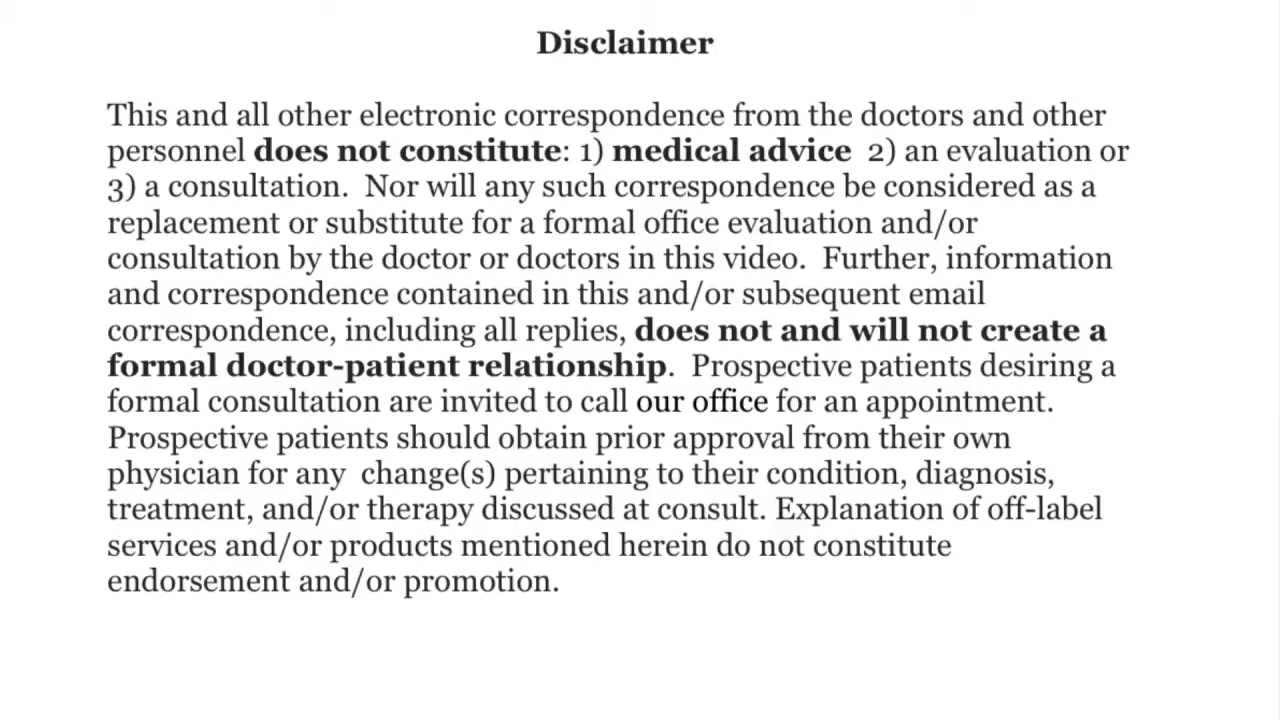 Disclaimer
This and all other electronic correspondence from the doctors and other
personnel does not constitute: 1) medical advice  2) an evaluation or
3) a consultation.  Nor will any such correspondence be considered as a
replacement or substitute for a formal office evaluation and/or
consultation by the doctor or doctors in this video.  Further, information
and correspondence contained in this and/or subsequent email
correspondence, including all replies, does not and will not create a
formal doctor-patient relationship.  Prospective patients desiring a
formal consultation are invited to call our office for an appointment.
Prospective patients should obtain prior approval from their own
physician for any  change(s) pertaining to their condition, diagnosis,
treatment, and/or therapy discussed at consult. Explanation of off-label
services and/or products mentioned herein do not constitute
endorsement and/or promotion.